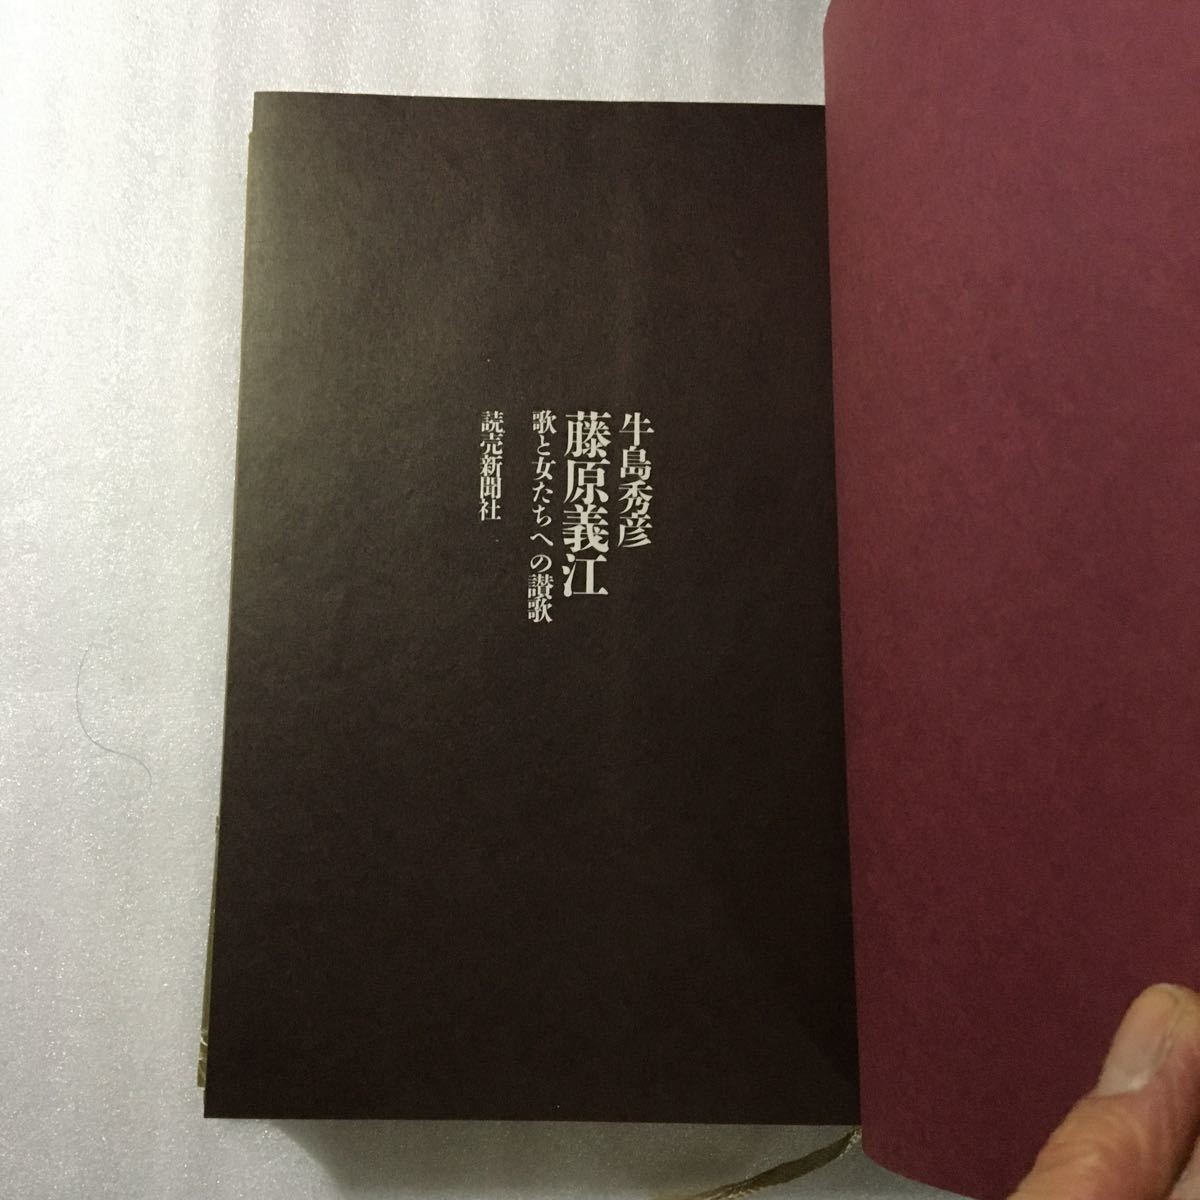 牛島秀彦
藤原義江
歌と女たちへの讃歌
読売新聞社